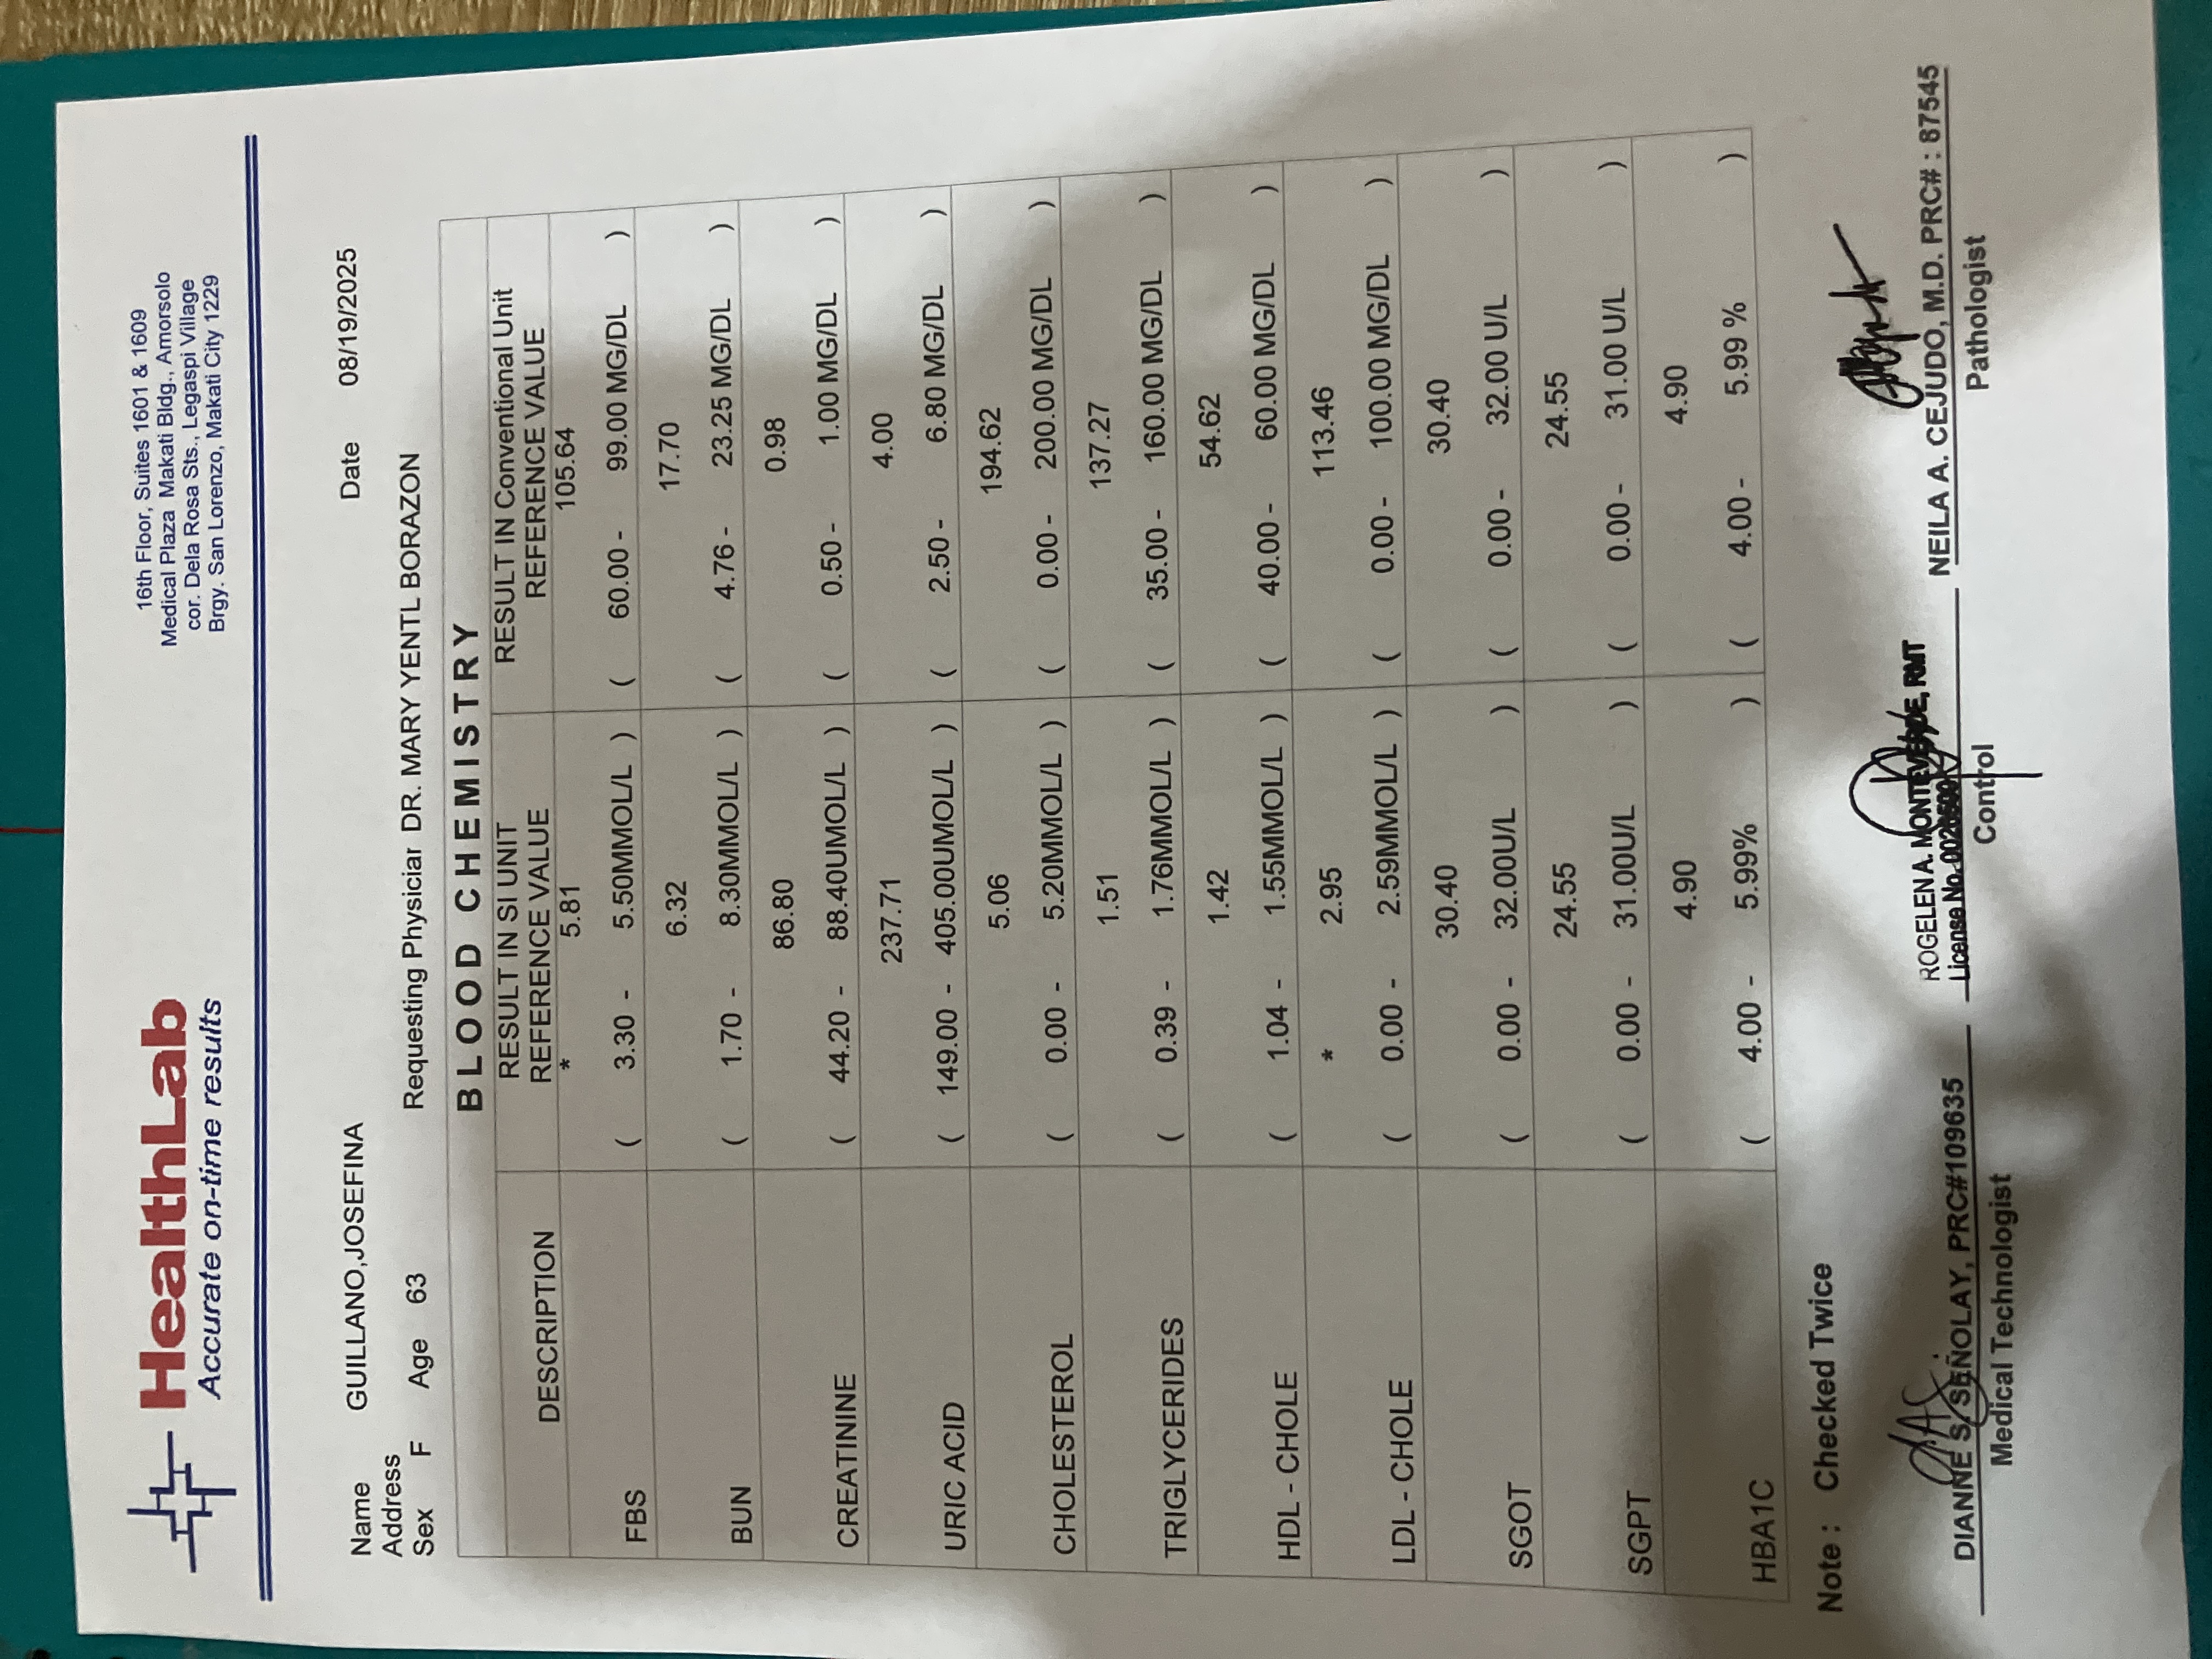 HealthLab
Accurate on-time results
16th Floor, Suites 1601 & 1609
Medical Plaza Makati Bldg., Amorsolo
cor. Dela Rosa Sts., Legaspi Village
Brgy. San Lorenzo, Makati City 1229
Name GUILLANO,JOSEFINA Date 08/19/2025
Address
Sex F Age 63 Requesting Physiciar DR. MARY YENTL BORAZON
BLOOD CHEMISTRY
DESCRIPTION RESULT IN SI UNIT REFERENCE VALUE RESULT IN Conventional Unit REFERENCE VALUE
* 5.81 105.64
FBS ( 3.30 - 5.50MMOL/L ) ( 60.00 - 99.00 MG/DL )
6.32 17.70
BUN ( 1.70 - 8.30MMOL/L ) ( 4.76 - 23.25 MG/DL )
86.80 0.98
CREATININE ( 44.20 - 88.40UMOL/L ) ( 0.50 - 1.00 MG/DL )
237.71 4.00
URIC ACID ( 149.00 - 405.00UMOL/L ) ( 2.50 - 6.80 MG/DL )
5.06 194.62
CHOLESTEROL ( 0.00 - 5.20MMOL/L ) ( 0.00 - 200.00 MG/DL )
1.51 137.27
TRIGLYCERIDES ( 0.39 - 1.76MMOL/L ) ( 35.00 - 160.00 MG/DL )
1.42 54.62
HDL - CHOLE ( 1.04 - 1.55MMOL/L ) ( 40.00 - 60.00 MG/DL )
* 2.95 113.46
LDL - CHOLE ( 0.00 - 2.59MMOL/L ) ( 0.00 - 100.00 MG/DL )
30.40 30.40
SGOT ( 0.00 - 32.00U/L ) ( 0.00 - 32.00 U/L )
24.55 24.55
SGPT ( 0.00 - 31.00U/L ) ( 0.00 - 31.00 U/L )
4.90 4.90
HBA1C ( 4.00 - 5.99% ) ( 4.00 - 5.99 % )
Note : Checked Twice
DIANNE S. SEÑOLAY, PRC#109635
Medical Technologist
ROGELEN A. MONTEVERDE, RMT
License No.
Control
NEILA A. CEJUDO, M.D. PRC# : 87545
Pathologist